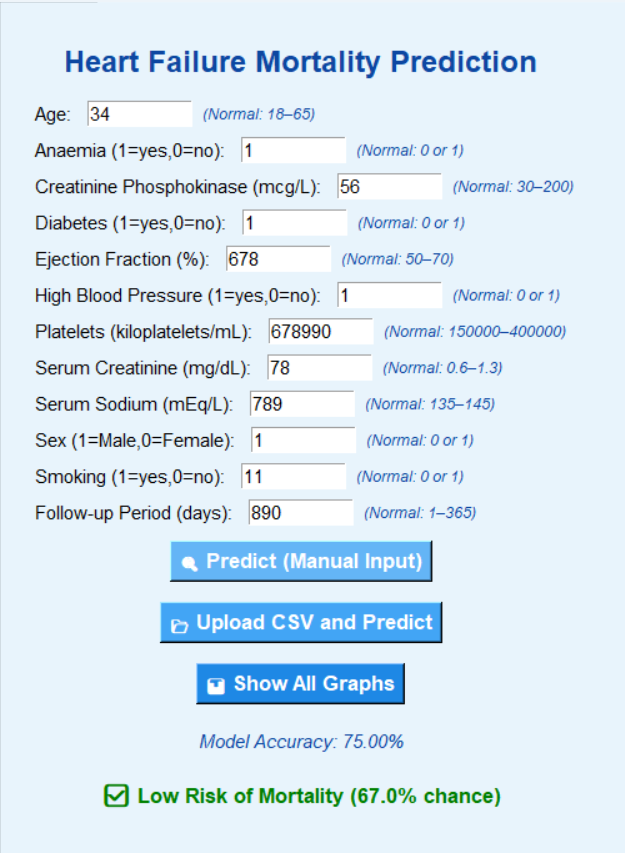 Heart Failure Mortality Prediction
Age: 34 (Normal: 18–65)
Anaemia (1=yes,0=no): 1 (Normal: 0 or 1)
Creatinine Phosphokinase (mcg/L): 56 (Normal: 30–200)
Diabetes (1=yes,0=no): 1 (Normal: 0 or 1)
Ejection Fraction (%): 678 (Normal: 50–70)
High Blood Pressure (1=yes,0=no): 1 (Normal: 0 or 1)
Platelets (kiloplatelets/mL): 678990 (Normal: 150000–400000)
Serum Creatinine (mg/dL): 78 (Normal: 0.6–1.3)
Serum Sodium (mEq/L): 789 (Normal: 135–145)
Sex (1=Male,0=Female): 1 (Normal: 0 or 1)
Smoking (1=yes,0=no): 11 (Normal: 0 or 1)
Follow-up Period (days): 890 (Normal: 1–365)
Predict (Manual Input)
Upload CSV and Predict
Show All Graphs
Model Accuracy: 75.00%
Low Risk of Mortality (67.0% chance)